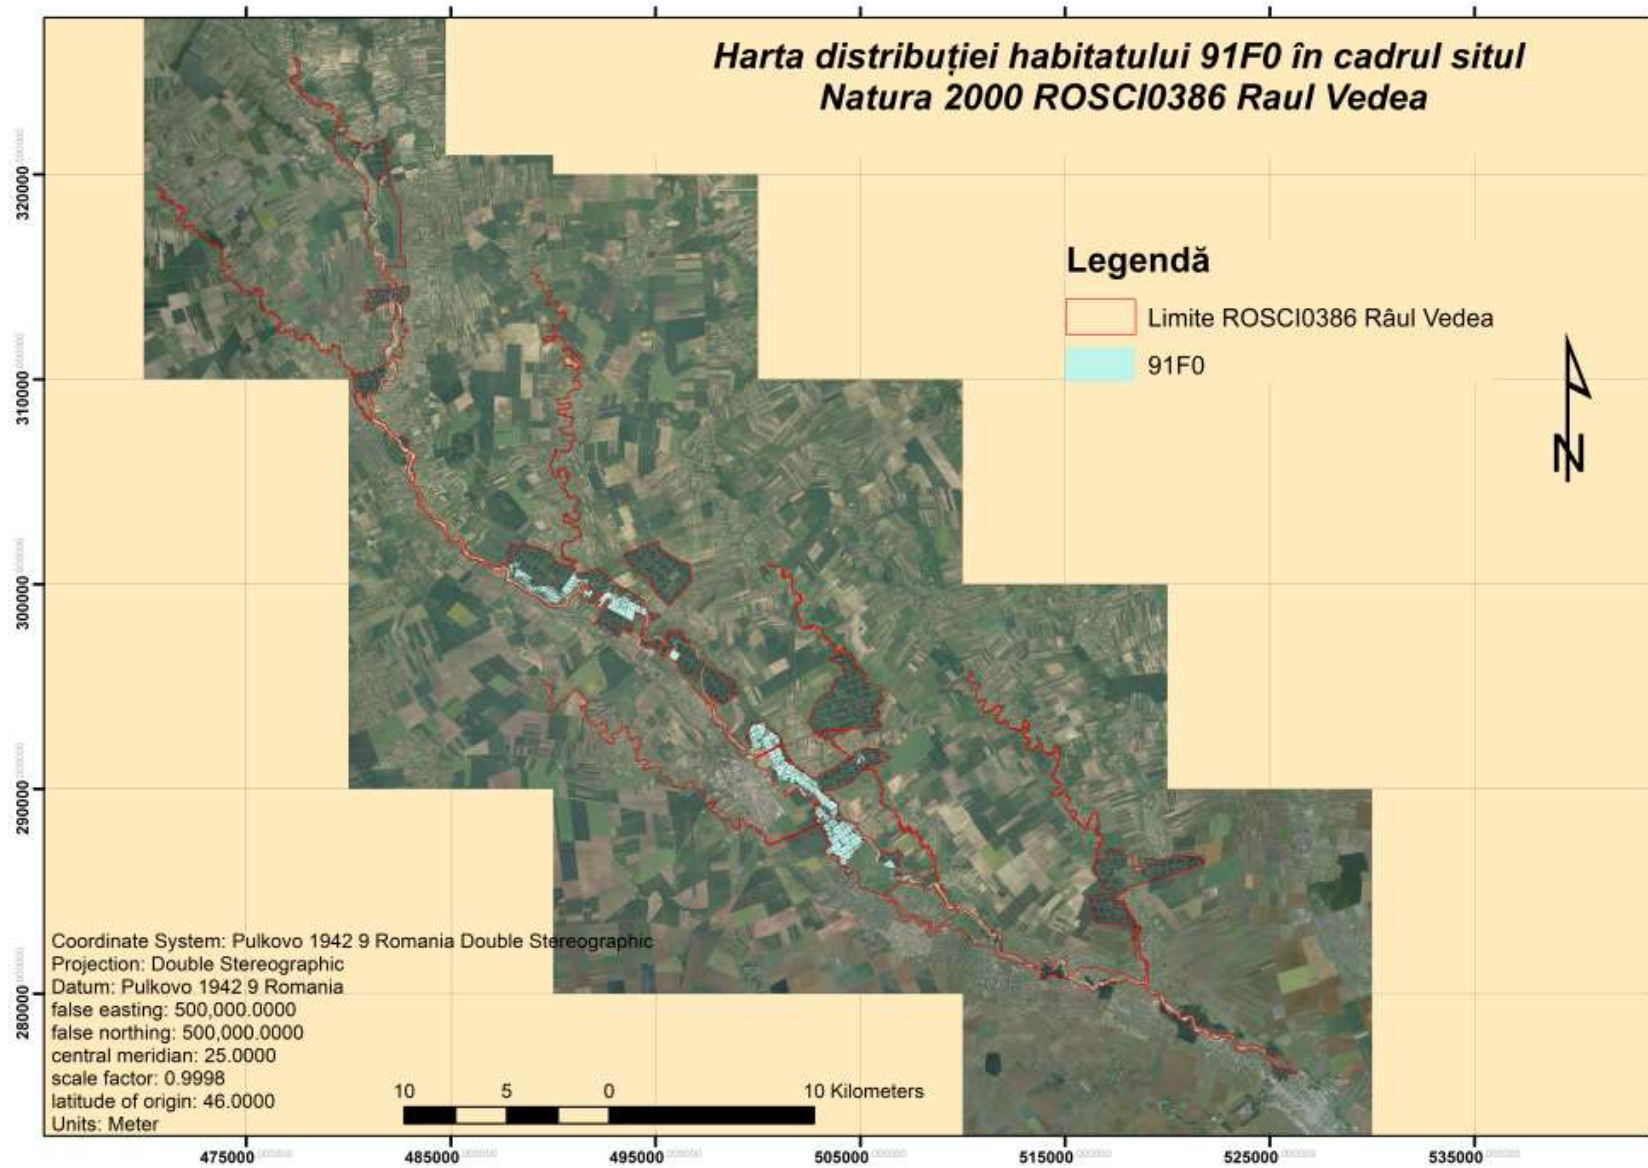 Harta distribuției habitatului 91F0 în cadrul situl
Natura 2000 ROSCI0386 Raul Vedea
Legendă
Limite ROSCI0386 Râul Vedea
91F0
N
320000
310000
300000
290000
280000
Coordinate System: Pulkovo 1942 9 Romania Double Stereographic
Projection: Double Stereographic
Datum: Pulkovo 1942 9 Romania
false easting: 500,000.0000
false northing: 500,000.0000
central meridian: 25.0000
scale factor: 0.9998
latitude of origin: 46.0000
Units: Meter
10 5 0 10 Kilometers
475000 485000 495000 505000 515000 525000 535000